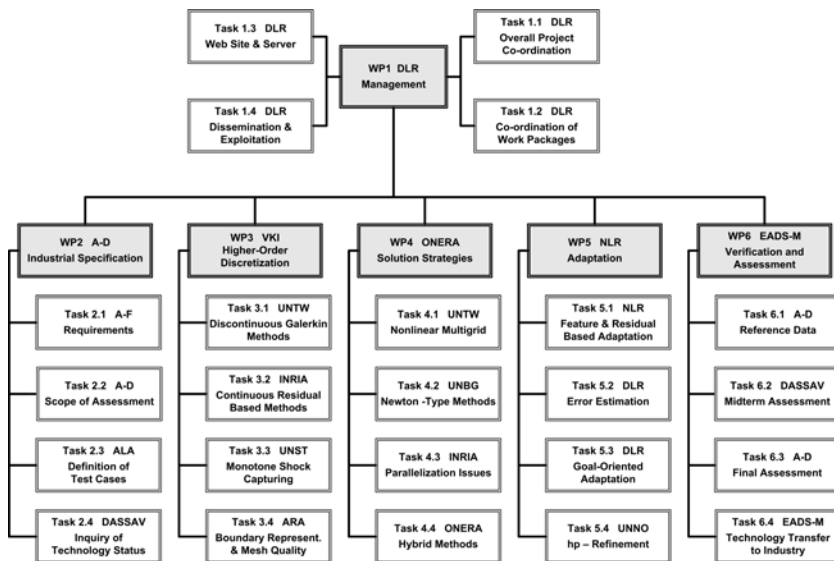 Task 1.3 DLR
Web Site & Server
Task 1.1 DLR
Overall Project
Co-ordination
WP1 DLR
Management
Task 1.4 DLR
Dissemination &
Exploitation
Task 1.2 DLR
Co-ordination of
Work Packages
WP2 A-D
Industrial Specification
WP3 VKI
Higher-Order
Discretization
WP4 ONERA
Solution Strategies
WP5 NLR
Adaptation
WP6 EADS-M
Verification and
Assessment
Task 2.1 A-F
Requirements
Task 3.1 UNTW
Discontinuous Galerkin
Methods
Task 4.1 UNTW
Nonlinear Multigrid
Task 5.1 NLR
Feature & Residual
Based Adaptation
Task 6.1 A-D
Reference Data
Task 2.2 A-D
Scope of Assessment
Task 3.2 INRIA
Continuous Residual
Based Methods
Task 4.2 UNBG
Newton -Type Methods
Task 5.2 DLR
Error Estimation
Task 6.2 DASSAV
Midterm Assessment
Task 2.3 ALA
Definition of
Test Cases
Task 3.3 UNST
Monotone Shock
Capturing
Task 4.3 INRIA
Parallelization Issues
Task 5.3 DLR
Goal-Oriented
Adaptation
Task 6.3 A-D
Final Assessment
Task 2.4 DASSAV
Inquiry of
Technology Status
Task 3.4 ARA
Boundary Represent.
& Mesh Quality
Task 4.4 ONERA
Hybrid Methods
Task 5.4 UNNO
hp – Refinement
Task 6.4 EADS-M
Technology Transfer
to Industry